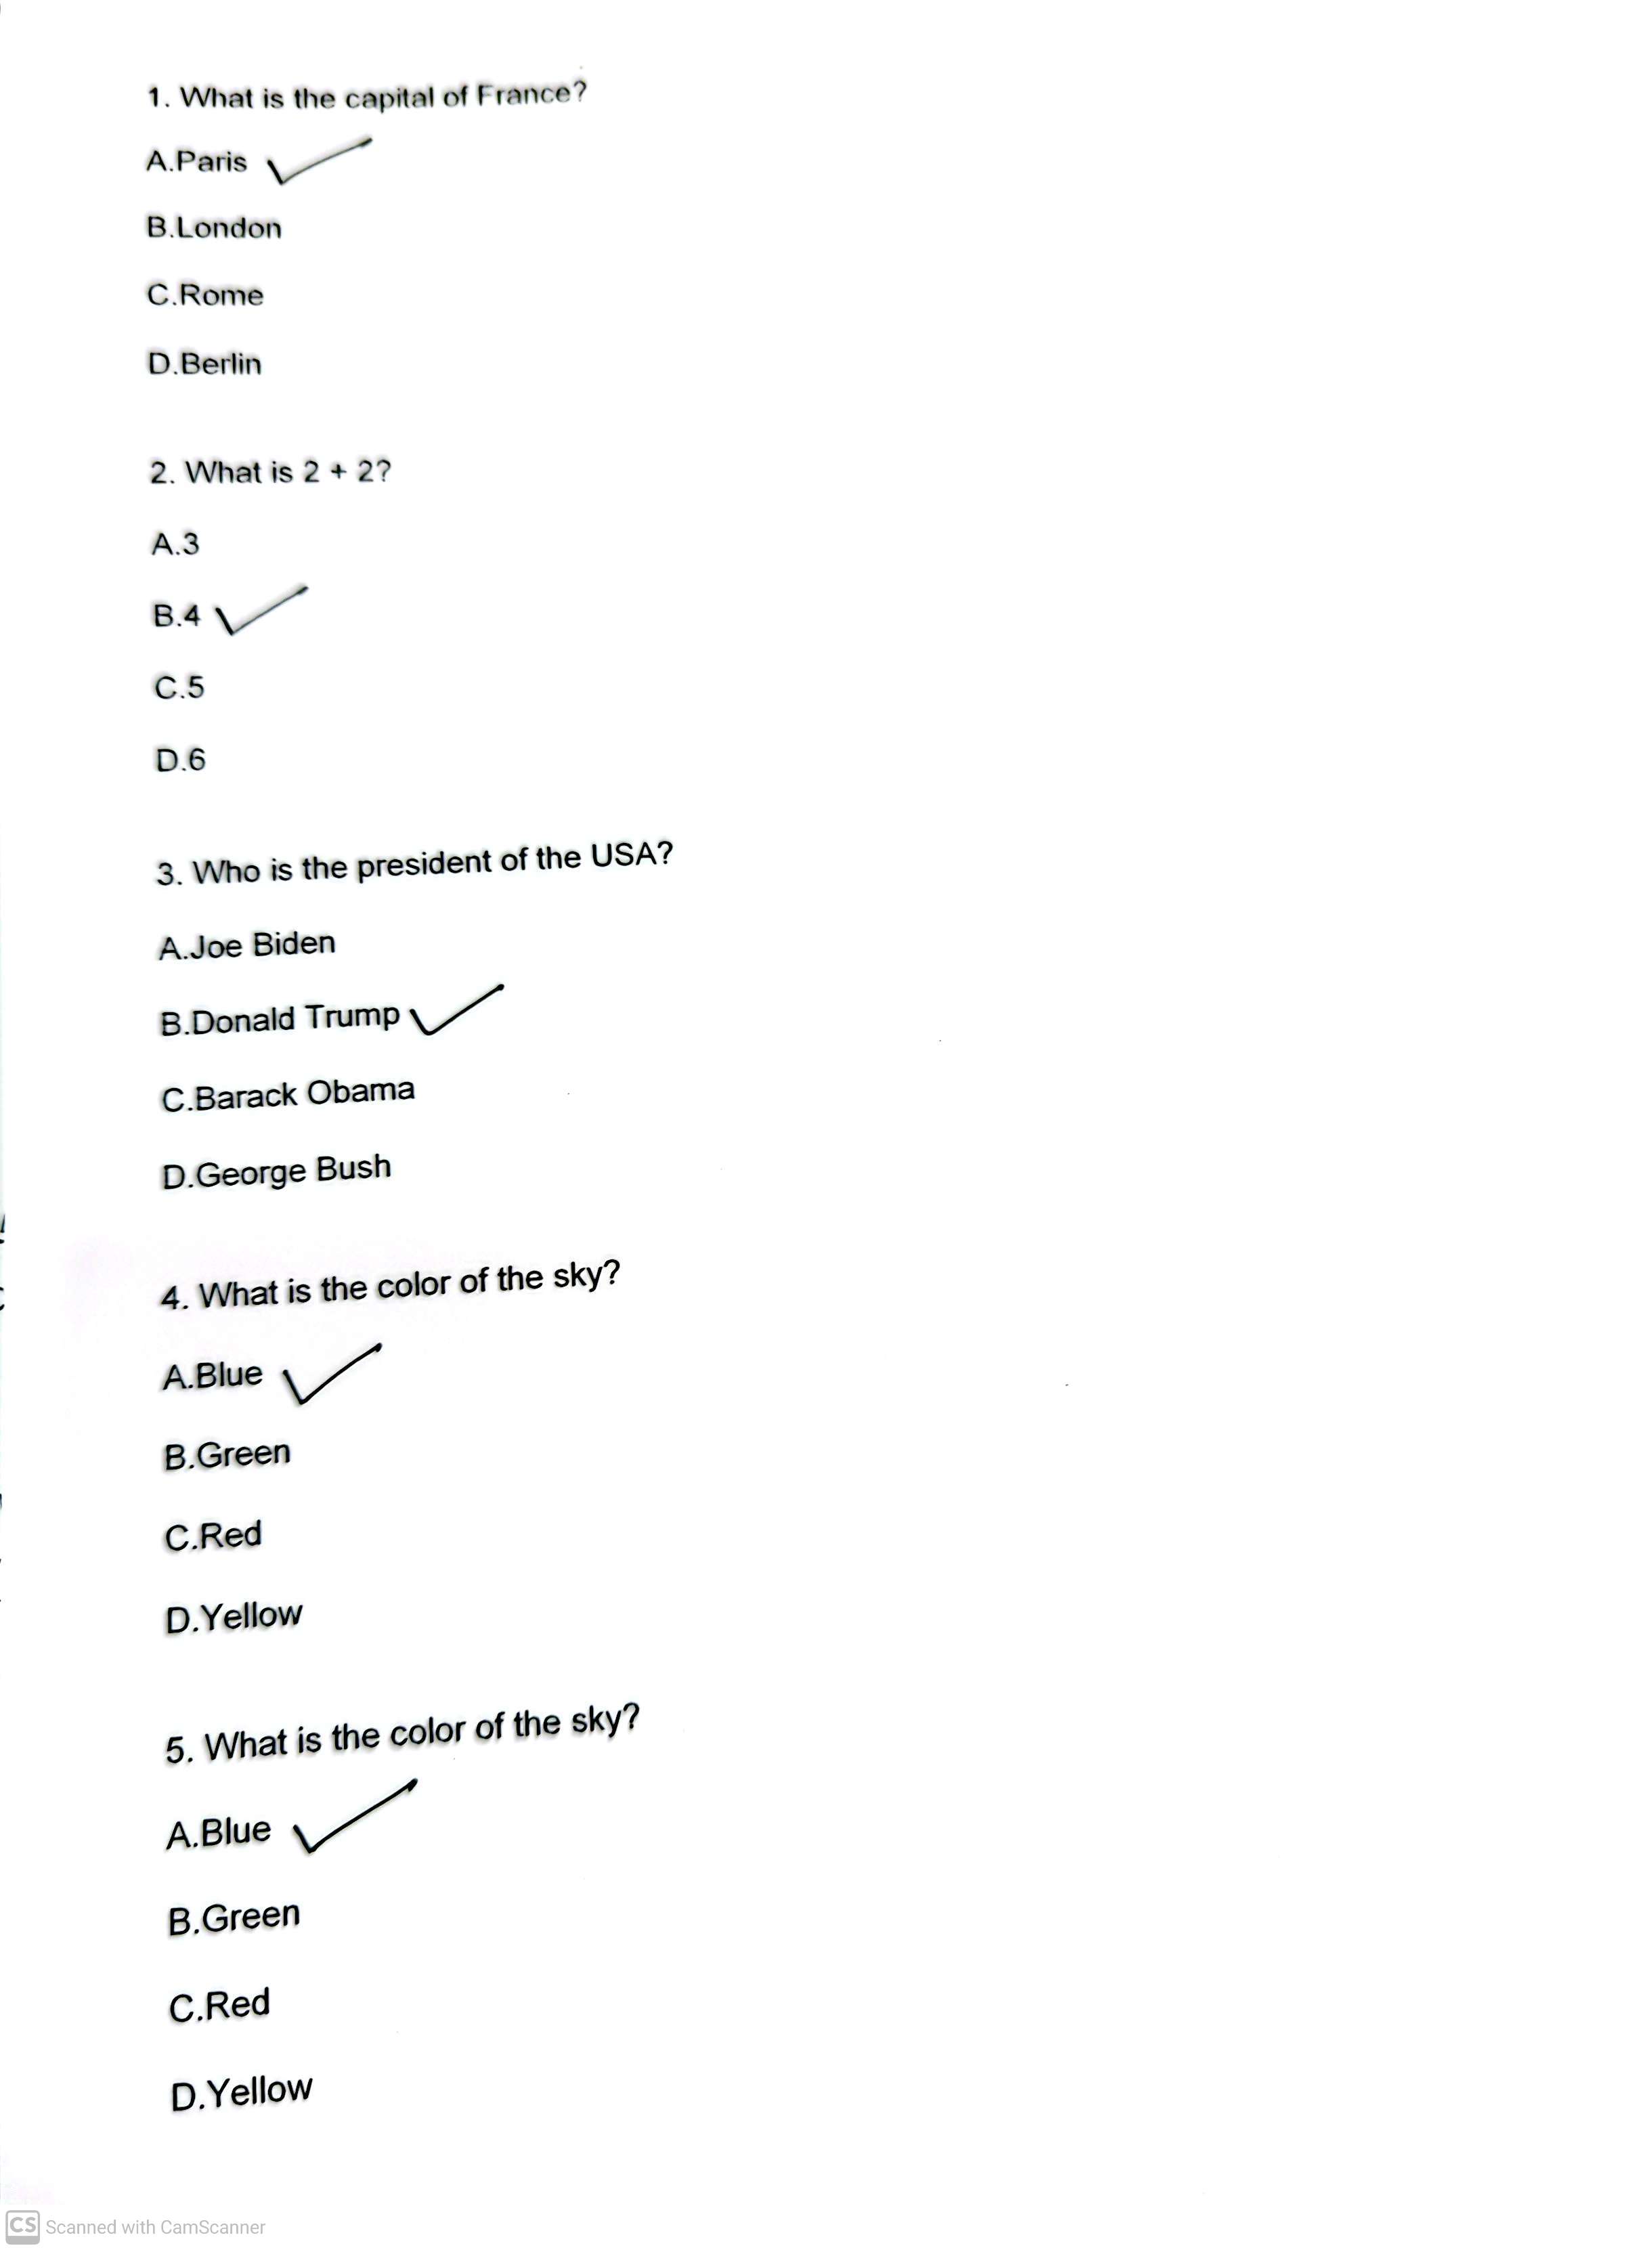 1. What is the capital of France?
A.Paris
B.London
C.Rome
D.Berlin
2. What is 2 + 2?
A.3
B.4
C.5
D.6
3. Who is the president of the USA?
A.Joe Biden
B.Donald Trump
C.Barack Obama
D.George Bush
4. What is the color of the sky?
A.Blue
B.Green
C.Red
D.Yellow
5. What is the color of the sky?
A.Blue
B.Green
C.Red
D.Yellow
CS Scanned with CamScanner